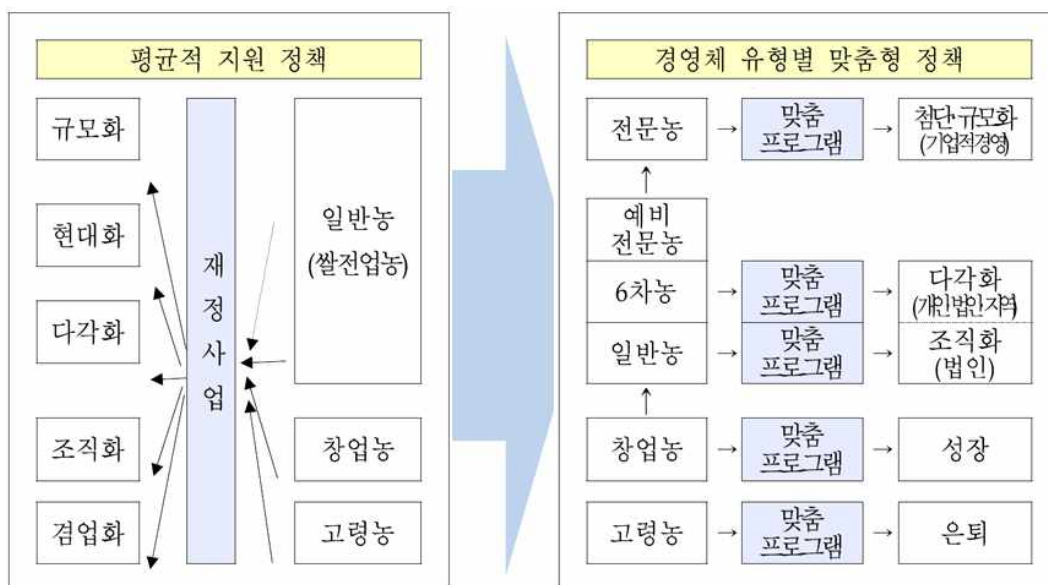 평균적 지원 정책
규모화
현대화
다각화
조직화
겸업화
재
정
사
업
일반농
(쌀전업농)
창업농
고령농
경영체 유형별 맞춤형 정책
전문농 → 맞춤 프로그램 → 첨단·규모화
(기업적경영)
↑
예비
전문농
6차농 → 맞춤 프로그램 → 다각화
(개인법인지역)
일반농 → 맞춤 프로그램 → 조직화
(법인)
↑
창업농 → 맞춤 프로그램 → 성장
고령농 → 맞춤 프로그램 → 은퇴